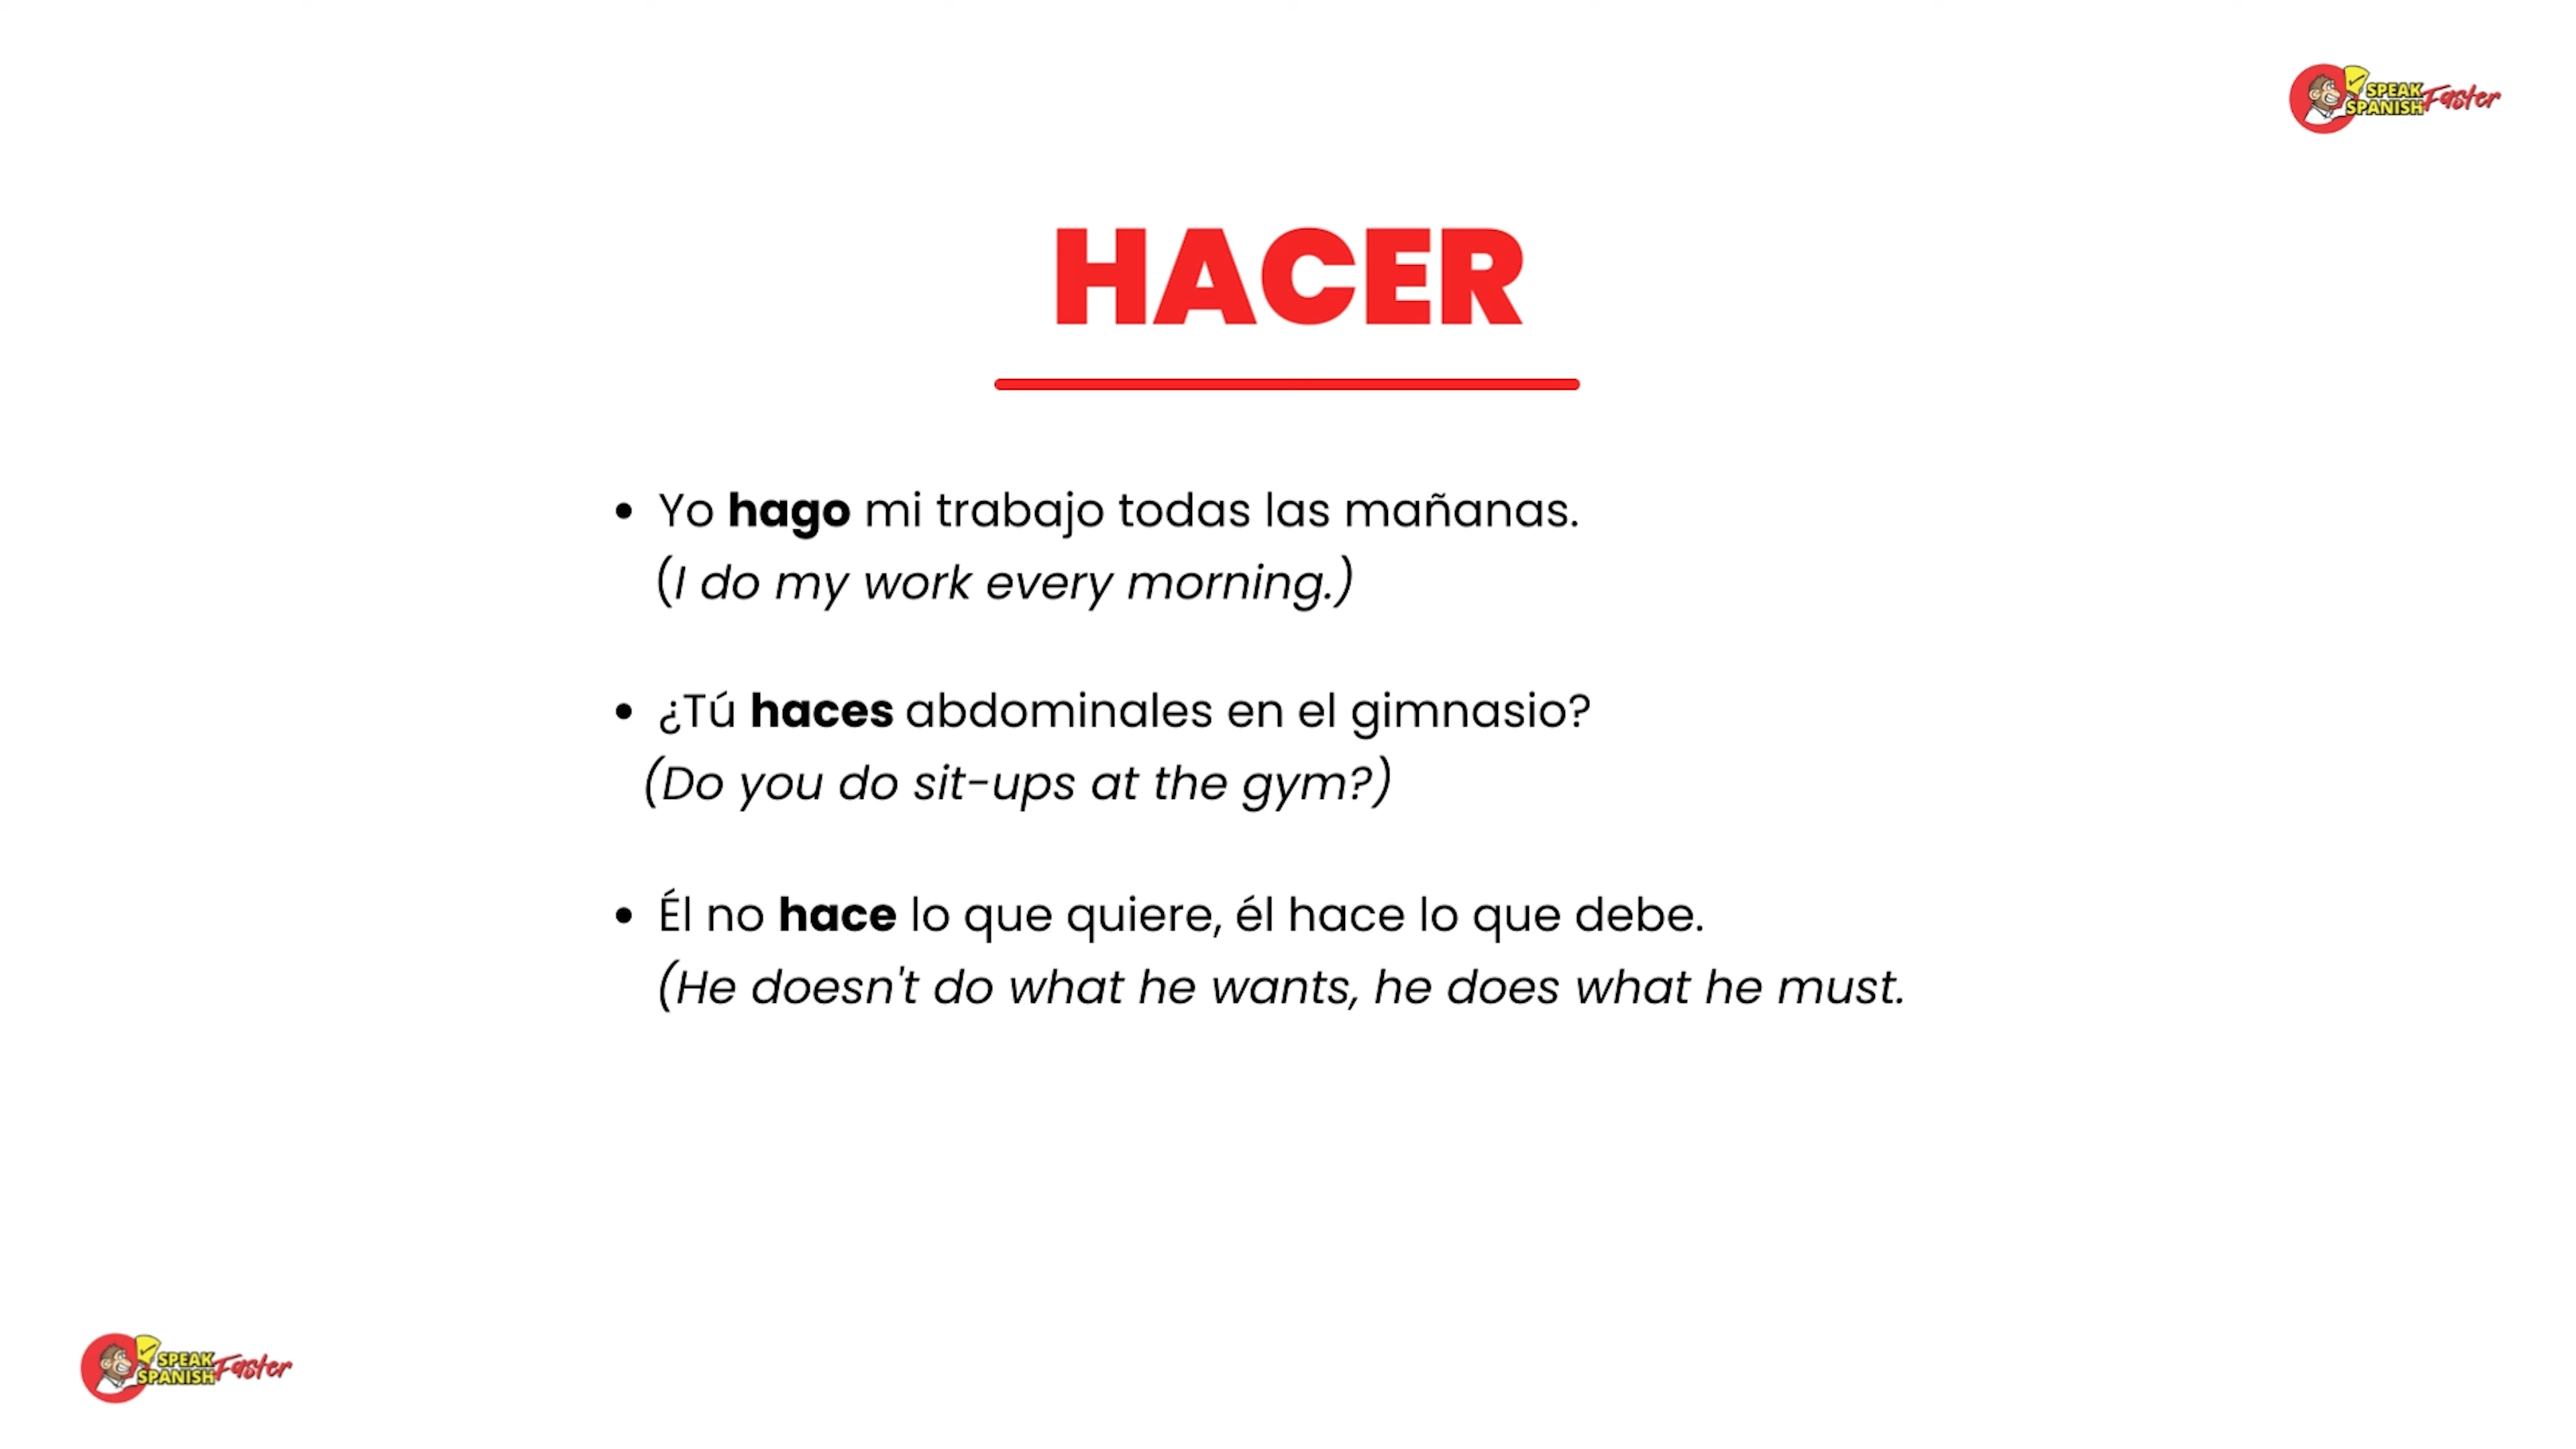 SPEAK
SPANISH Faster
HACER
• Yo hago mi trabajo todas las mañanas.
(I do my work every morning.)
• ¿Tú haces abdominales en el gimnasio?
(Do you do sit-ups at the gym?)
• Él no hace lo que quiere, él hace lo que debe.
(He doesn't do what he wants, he does what he must.
SPEAK
SPANISH Faster